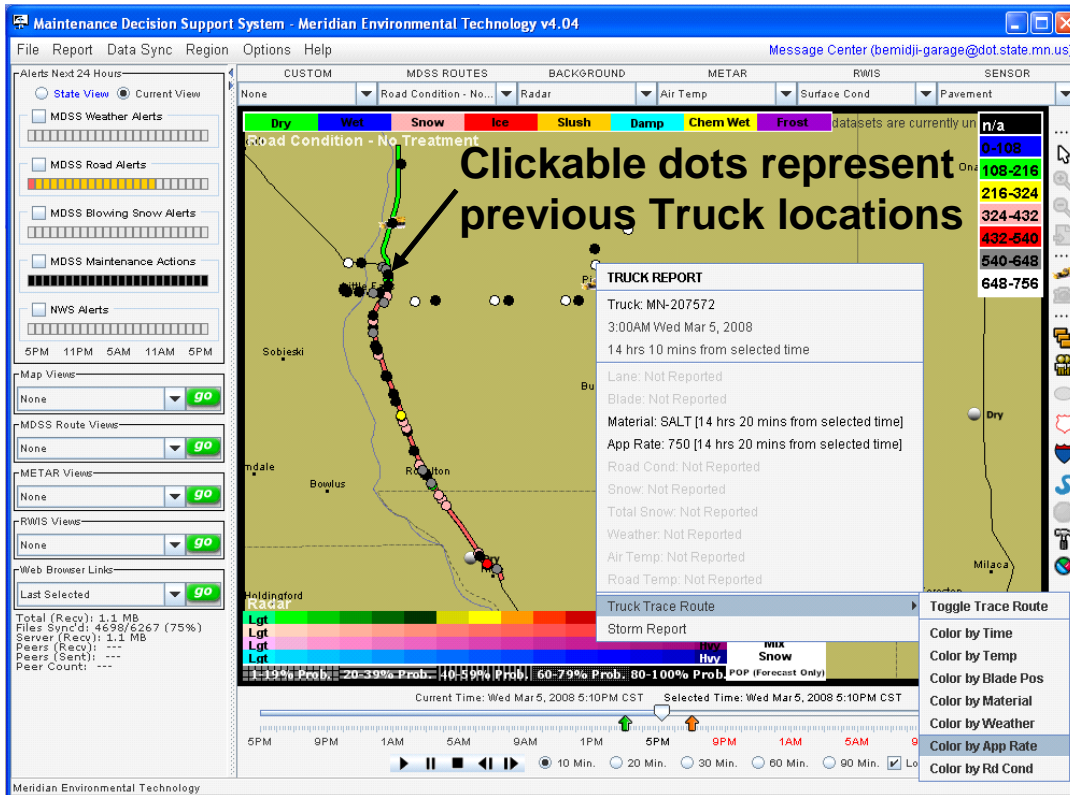 Maintenance Decision Support System - Meridian Environmental Technology v4.04
File Report Data Sync Region Options Help
Message Center (bemidji-garage@dot.state.mn.us)
Alerts Next 24 Hours
State View Current View
MDSS Weather Alerts
MDSS Road Alerts
MDSS Blowing Snow Alerts
MDSS Maintenance Actions
NWS Alerts
5PM 11PM 5AM 11AM 5PM
Map Views
None go
MDSS Route Views
None go
METAR Views
None go
RWIS Views
None go
Web Browser Links
Last Selected go
Total (Recv): 1.1 MB
Files Sync'd: 4698/6267 (75%)
Server (Recv): 1.1 MB
Peers (Recv): ---
Peers (Sent): ---
Peer Count: ---
CUSTOM MDSS ROUTES BACKGROUND METAR RWIS SENSOR
None Road Condition - No... Radar Air Temp Surface Cond Pavement
Dry Wet Snow Ice Slush Damp Chem Wet Frost datasets are currently un
Road Condition - No Treatment
n/a
0-108
108-216
216-324
324-432
432-540
540-648
648-756
Ona
Clickable dots represent
previous Truck locations
Little Fa
Pi
Sobieski
Bu
Dry
ndale
Bowlus
Dry
Milaca
Holdingford
TRUCK REPORT
Truck: MN-207572
3:00AM Wed Mar 5, 2008
14 hrs 10 mins from selected time
Lane: Not Reported
Blade: Not Reported
Material: SALT [14 hrs 20 mins from selected time]
App Rate: 750 [14 hrs 20 mins from selected time]
Road Cond: Not Reported
Snow: Not Reported
Total Snow: Not Reported
Weather: Not Reported
Air Temp: Not Reported
Road Temp: Not Reported
Truck Trace Route
Storm Report
Toggle Trace Route
Color by Time
Color by Temp
Color by Blade Pos
Color by Material
Color by Weather
Color by App Rate
Color by Rd Cond
Radar
Lgt
Lgt
Lgt Hvy Mix
Lgt Hvy Snow
1-19% Prob. 20-39% Prob. 40-59% Prob. 60-79% Prob. 80-100% Prob. POP (Forecast Only)
Current Time: Wed Mar 5, 2008 5:10PM CST Selected Time: Wed Mar 5, 2008 5:10PM CST
5PM 9PM 1AM 5AM 9AM 1PM 5PM 9PM 1AM 5AM 9
10 Min. 20 Min. 30 Min. 60 Min. 90 Min. Lo
Meridian Environmental Technology